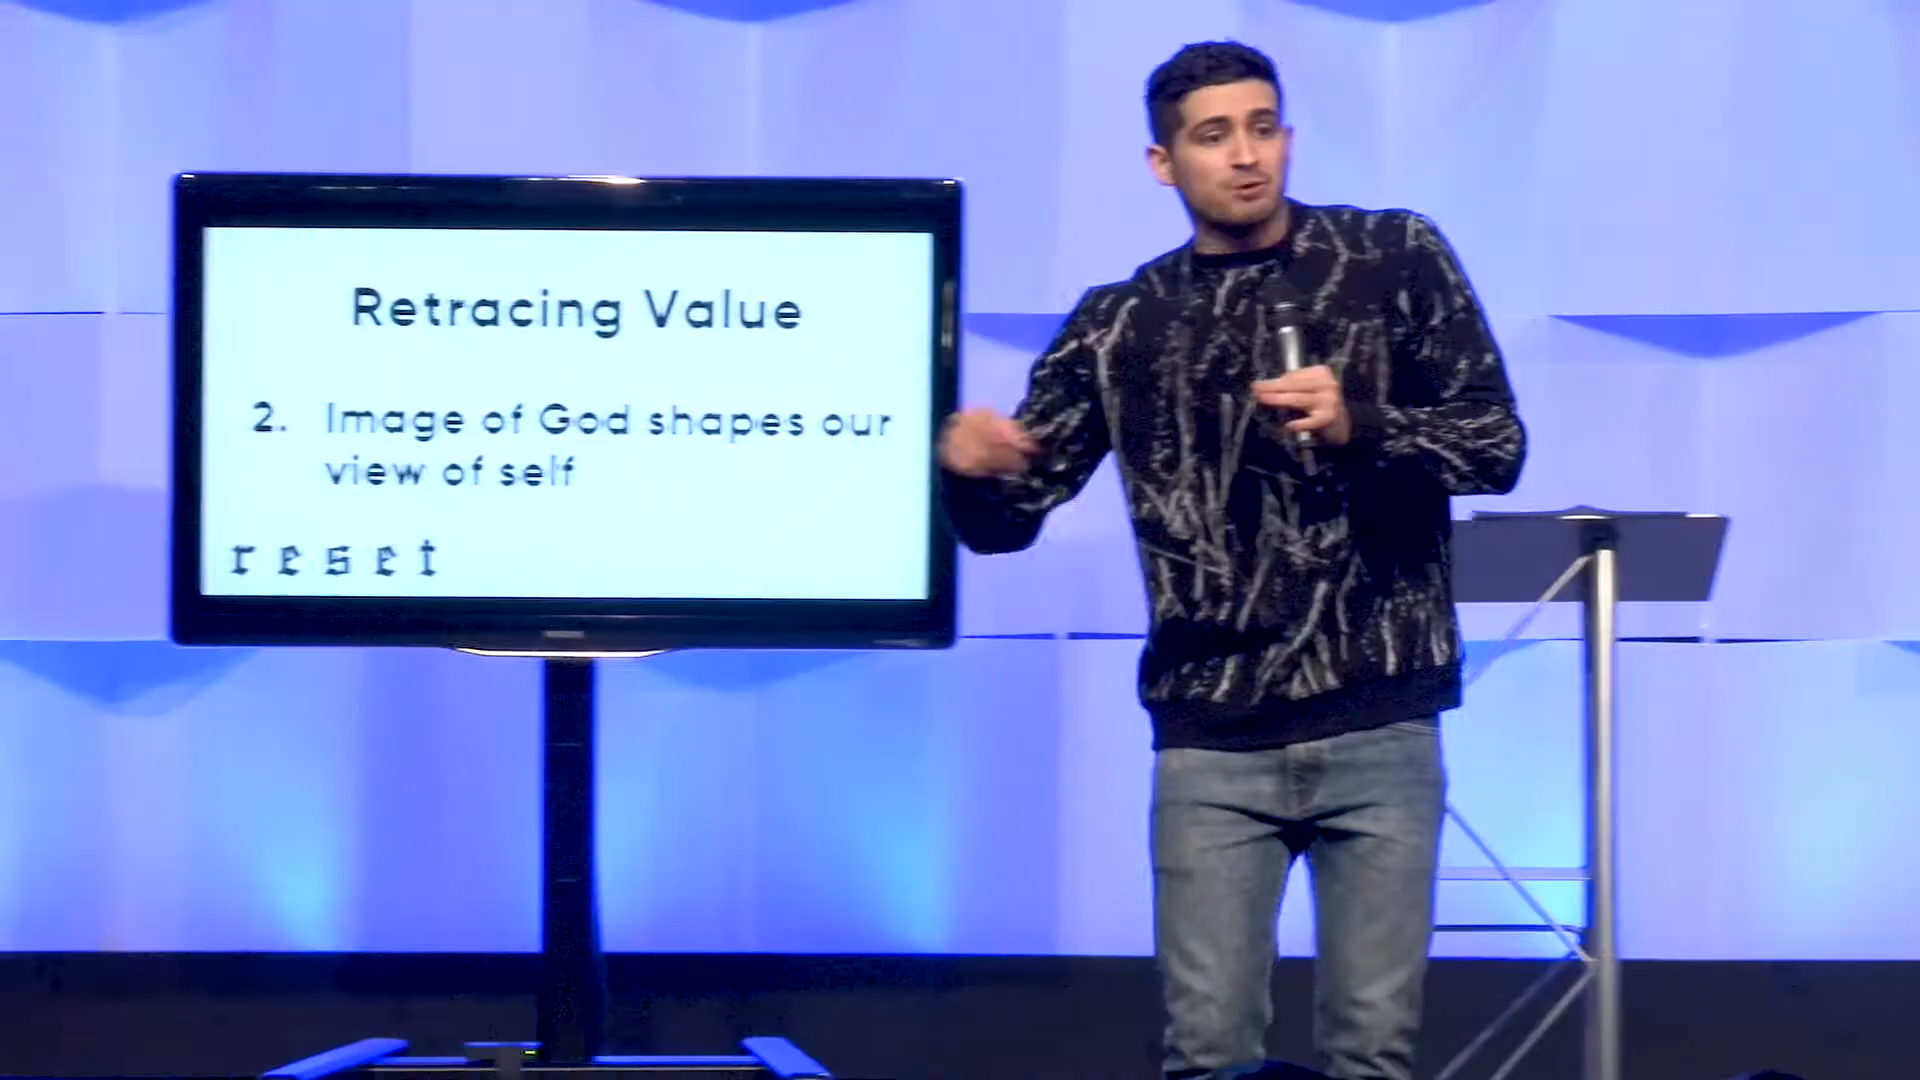 Retracing Value
2. Image of God shapes our
view of self
reset